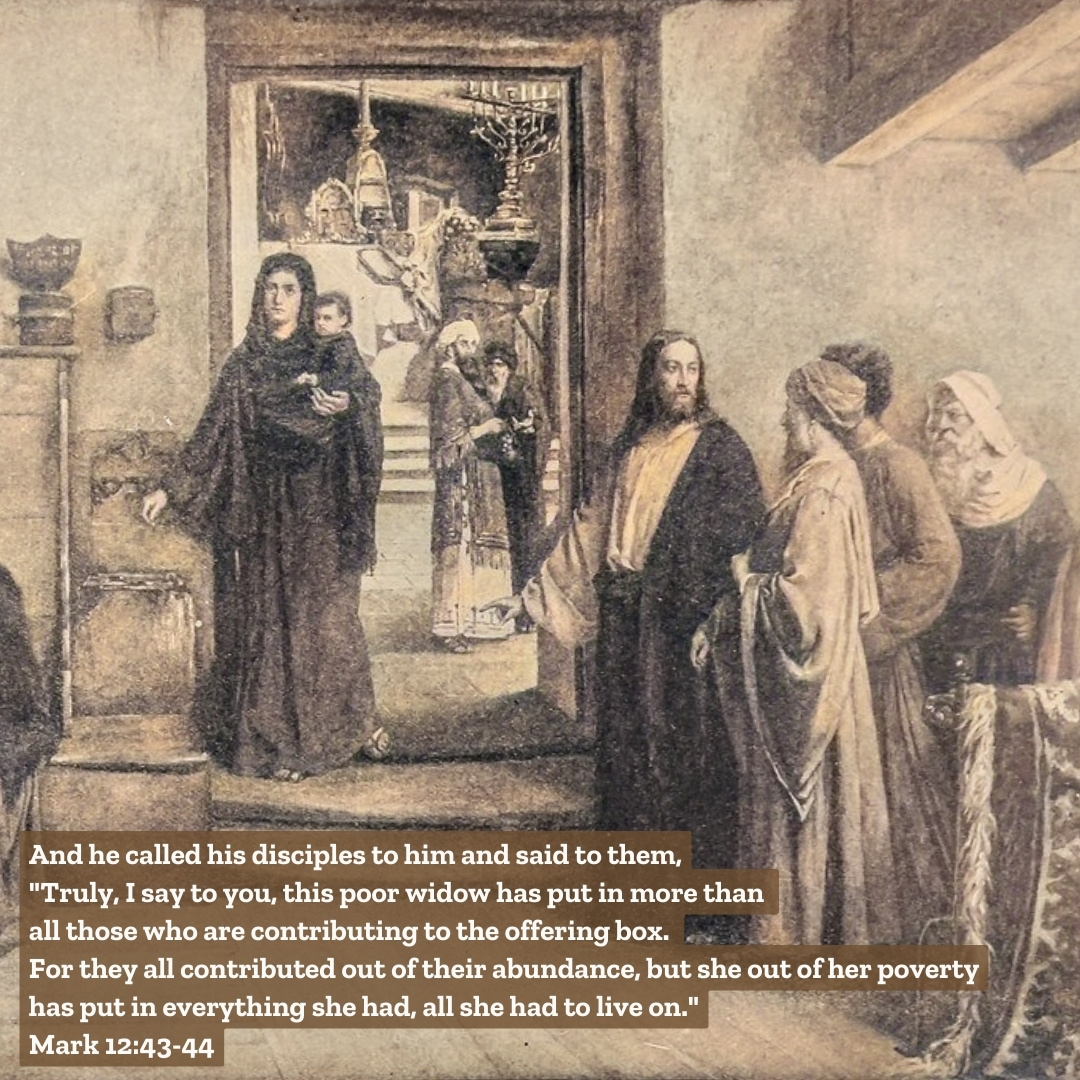 And he called his disciples to him and said to them,
"Truly, I say to you, this poor widow has put in more than
all those who are contributing to the offering box.
For they all contributed out of their abundance, but she out of her poverty
has put in everything she had, all she had to live on."
Mark 12:43-44